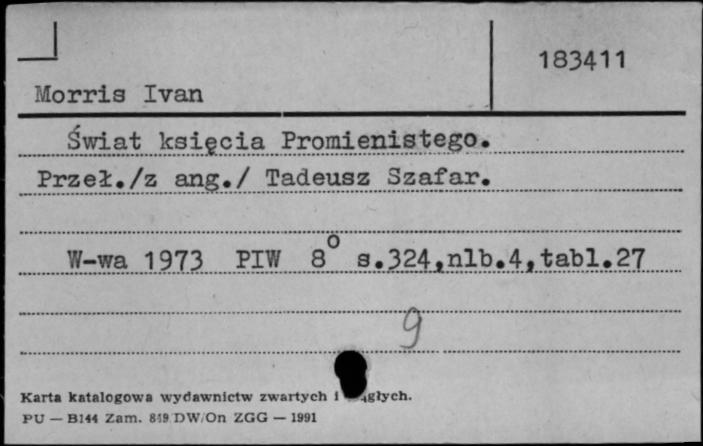 183411
Morris Ivan
Świat księcia Promienistego.
Przeł./z ang./ Tadeusz Szafar.
W-wa 1973 PIW 8° s.324,nlb.4,tabl.27
9
Karta katalogowa wydawnictw zwartych i
PU — B144 Zam. 819 DW/On ZGG — 1991